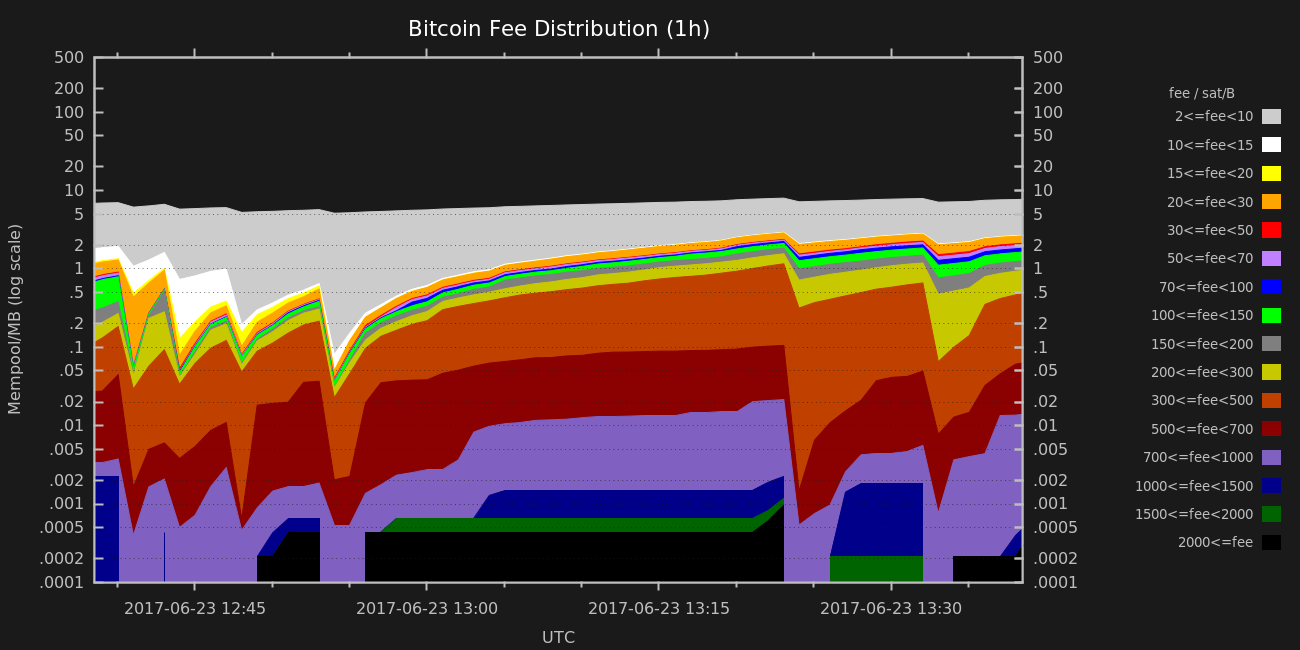 Bitcoin Fee Distribution (1h)
Mempool/MB (log scale)
500
200
100
50
20
10
5
2
1
.5
.2
.1
.05
.02
.01
.005
.002
.001
.0005
.0002
.0001
500
200
100
50
20
10
5
2
1
.5
.2
.1
.05
.02
.01
.005
.002
.001
.0005
.0002
.0001
fee / sat/B
2<=fee<10
10<=fee<15
15<=fee<20
20<=fee<30
30<=fee<50
50<=fee<70
70<=fee<100
100<=fee<150
150<=fee<200
200<=fee<300
300<=fee<500
500<=fee<700
700<=fee<1000
1000<=fee<1500
1500<=fee<2000
2000<=fee
2017-06-23 12:45
2017-06-23 13:00
2017-06-23 13:15
2017-06-23 13:30
UTC